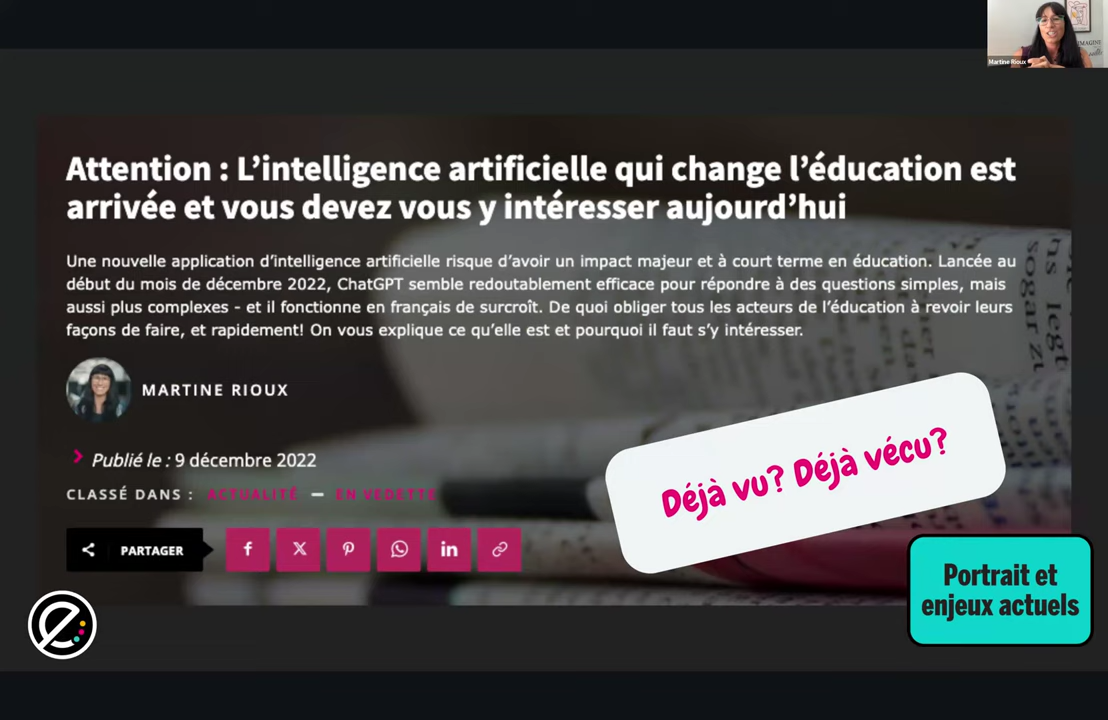 Martine Rioux
Attention : L’intelligence artificielle qui change l’éducation est
arrivée et vous devez vous y intéresser aujourd’hui
Une nouvelle application d’intelligence artificielle risque d’avoir un impact majeur et à court terme en éducation. Lancée au
début du mois de décembre 2022, ChatGPT semble redoutablement efficace pour répondre à des questions simples, mais
aussi plus complexes - et il fonctionne en français de surcroît. De quoi obliger tous les acteurs de l’éducation à revoir leurs
façons de faire, et rapidement! On vous explique ce qu’elle est et pourquoi il faut s’y intéresser.
MARTINE RIOUX
Publié le : 9 décembre 2022
CLASSÉ DANS : ACTUALITÉ — EN VEDETTE
PARTAGER
Déjà vu? Déjà vécu?
Portrait et
enjeux actuels